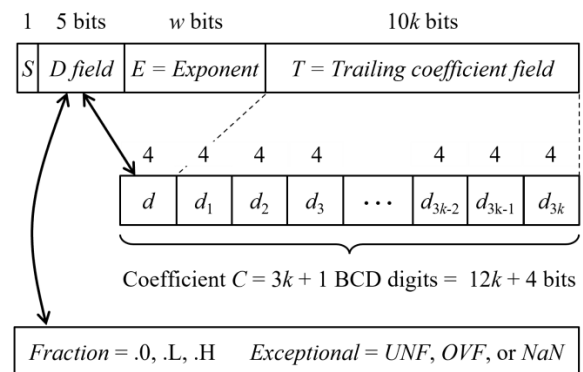 1 5 bits w bits 10k bits
S D field E = Exponent T = Trailing coefficient field
4 4 4 4 4 4 4
d d₁ d₂ d₃ ··· d₃ₖ₋₂ d₃ₖ₋₁ d₃ₖ
Coefficient C = 3k + 1 BCD digits = 12k + 4 bits
Fraction = .0, .L, .H Exceptional = UNF, OVF, or NaN